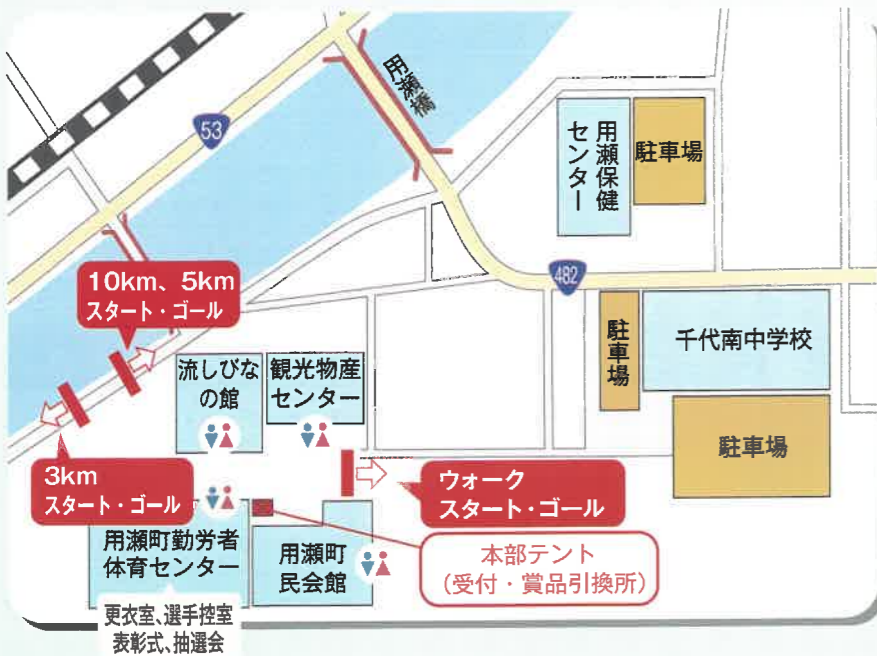 53
用瀬橋
用瀬保健
センター
駐車場
482
10km、5km
スタート・ゴール
流しびな
の館
観光物産
センター
駐車場
千代南中学校
駐車場
3km
スタート・ゴール
ウォーク
スタート・ゴール
用瀬町勤労者
体育センター
用瀬町
民会館
本部テント
(受付・賞品引換所)
更衣室、選手控室
表彰式、抽選会